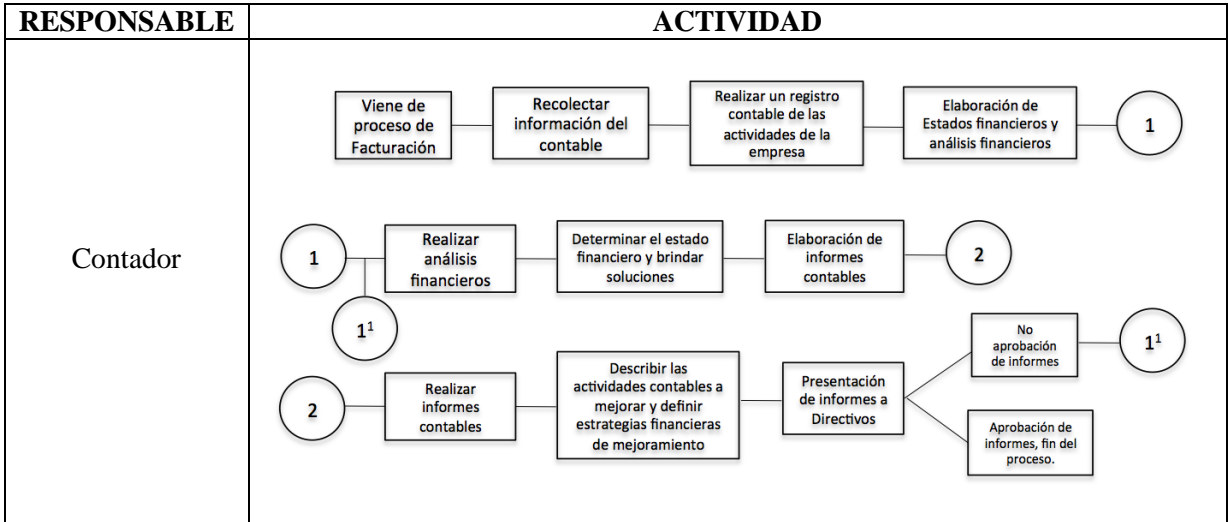 RESPONSABLE
ACTIVIDAD
Contador
Viene de
proceso de
Facturación
Recolectar
información del
contable
Realizar un registro
contable de las
actividades de la
empresa
Elaboración de
Estados financieros y
análisis financieros
1
1
Realizar
análisis
financieros
Determinar el estado
financiero y brindar
soluciones
Elaboración de
informes
contables
2
1¹
2
Realizar
informes
contables
Describir las
actividades contables a
mejorar y definir
estrategias financieras
de mejoramiento
Presentación
de informes a
Directivos
No
aprobación
de informes
1¹
Aprobación de
informes, fin del
proceso.